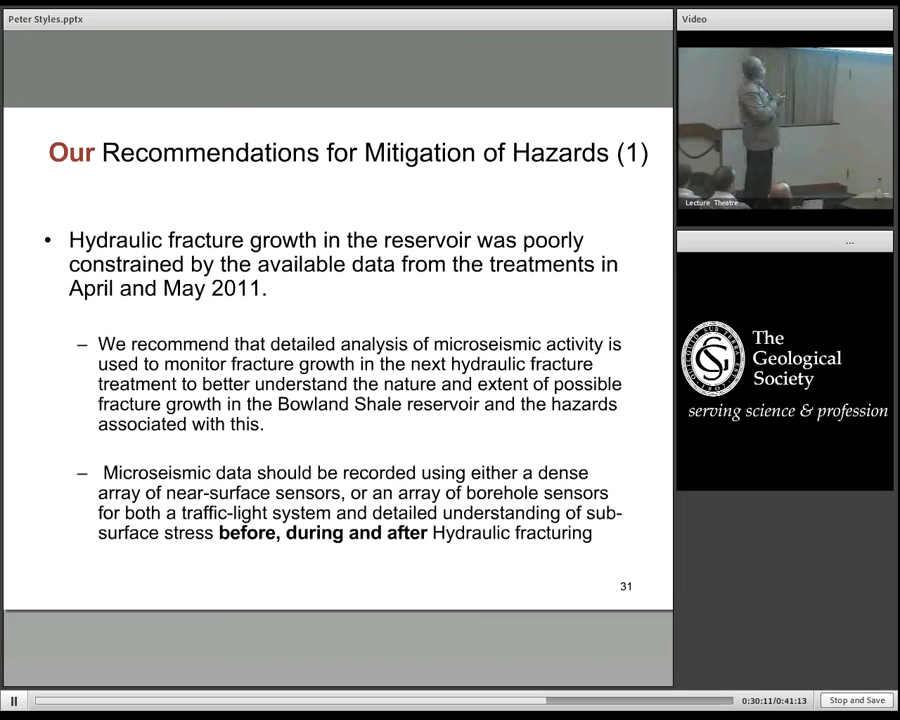 Peter Styles.pptx
Our Recommendations for Mitigation of Hazards (1)
• Hydraulic fracture growth in the reservoir was poorly
constrained by the available data from the treatments in
April and May 2011.
– We recommend that detailed analysis of microseismic activity is
used to monitor fracture growth in the next hydraulic fracture
treatment to better understand the nature and extent of possible
fracture growth in the Bowland Shale reservoir and the hazards
associated with this.
– Microseismic data should be recorded using either a dense
array of near-surface sensors, or an array of borehole sensors
for both a traffic-light system and detailed understanding of sub-
surface stress before, during and after Hydraulic fracturing
31
Video
Lecture Theatre
...
The
Geological
Society
serving science & profession
0:30:11/0:41:13
Stop and Save